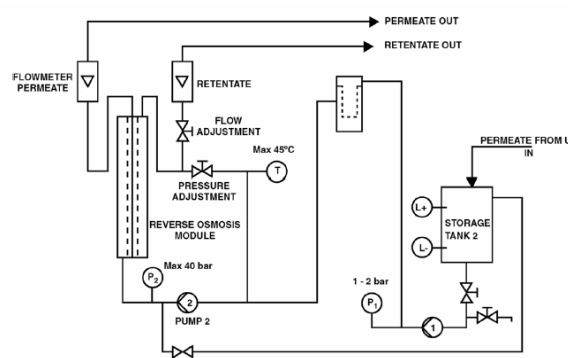 PERMEATE OUT
RETENTATE OUT
FLOWMETER
PERMEATE
RETENTATE
FLOW
ADJUSTMENT
Max 45ºC
T
PRESSURE
ADJUSTMENT
PERMEATE FROM U
IN
L+
STORAGE
TANK 2
L-
REVERSE OSMOSIS
MODULE
Max 40 bar
P2
2
PUMP 2
1 - 2 bar
P1
1